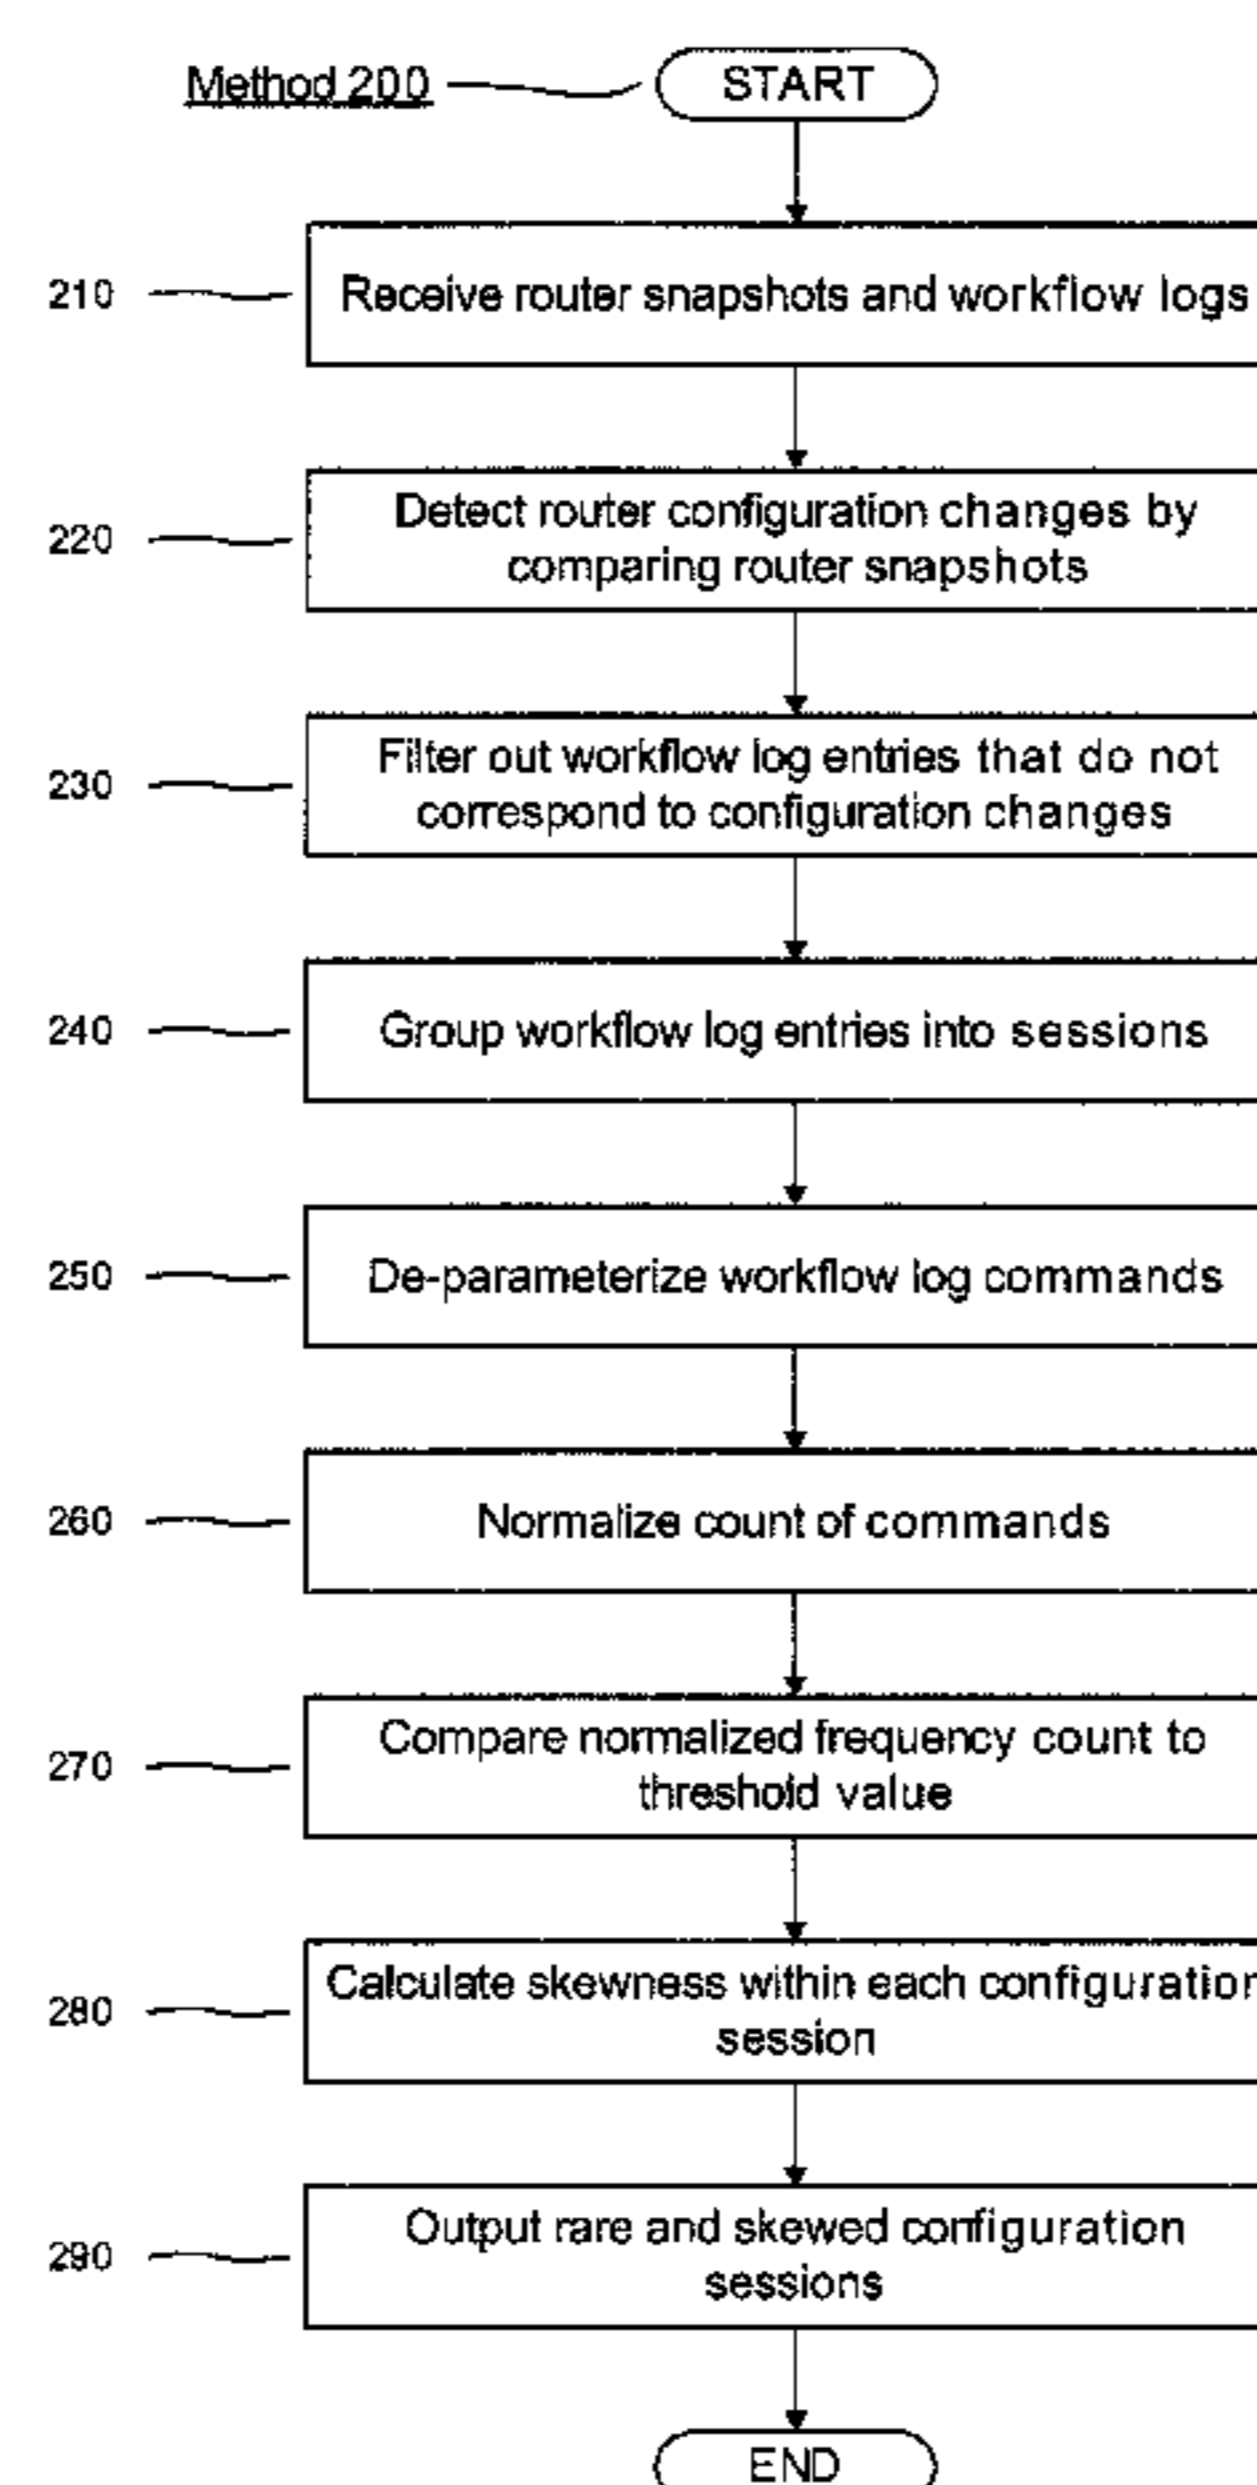 Method 200
START
210
Receive router snapshots and workflow logs
220
Detect router configuration changes by
comparing router snapshots
230
Filter out workflow log entries that do not
correspond to configuration changes
240
Group workflow log entries into sessions
250
De-parameterize workflow log commands
260
Normalize count of commands
270
Compare normalized frequency count to
threshold value
280
Calculate skewness within each configuration
session
290
Output rare and skewed configuration
sessions
END